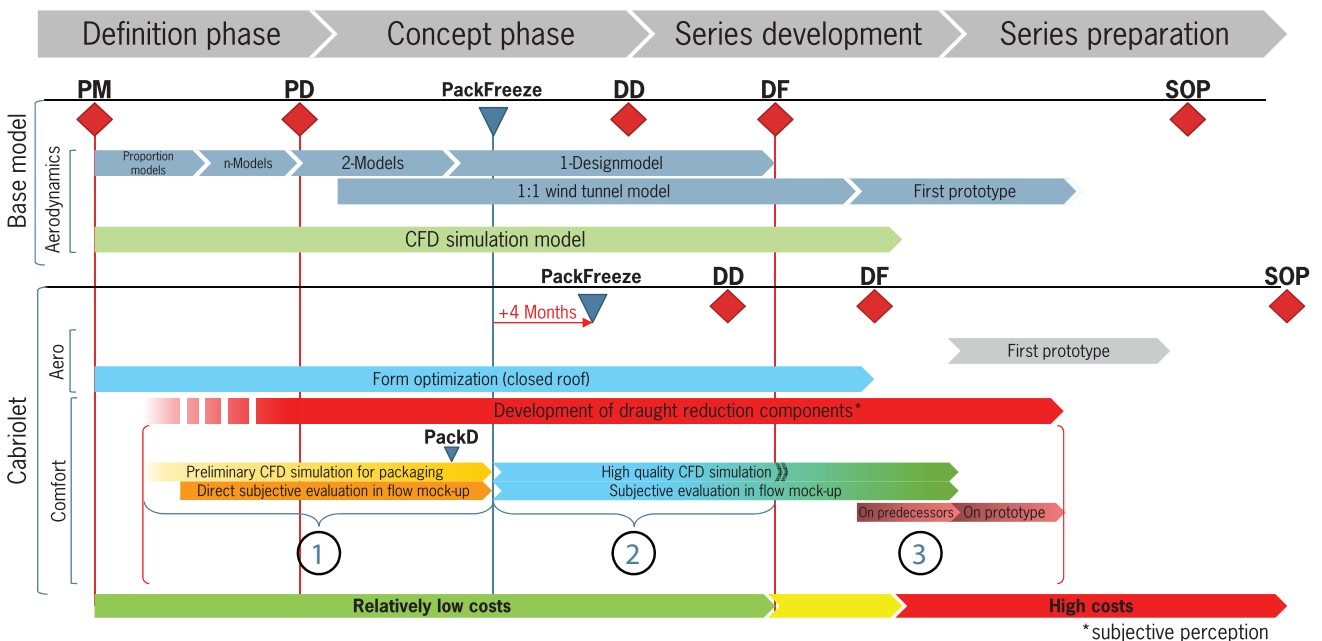 Definition phase
Concept phase
Series development
Series preparation
PM
PD
PackFreeze
DD
DF
SOP
Base model
Aerodynamics
Proportion
models
n-Models
2-Models
1-Designmodel
1:1 wind tunnel model
First prototype
CFD simulation model
PackFreeze
DD
DF
SOP
+4 Months
Cabriolet
Aero
First prototype
Form optimization (closed roof)
Comfort
Development of draught reduction components*
PackD
Preliminary CFD simulation for packaging
High quality CFD simulation
Direct subjective evaluation in flow mock-up
Subjective evaluation in flow mock-up
On predecessors
On prototype
1
2
3
Relatively low costs
High costs
*subjective perception